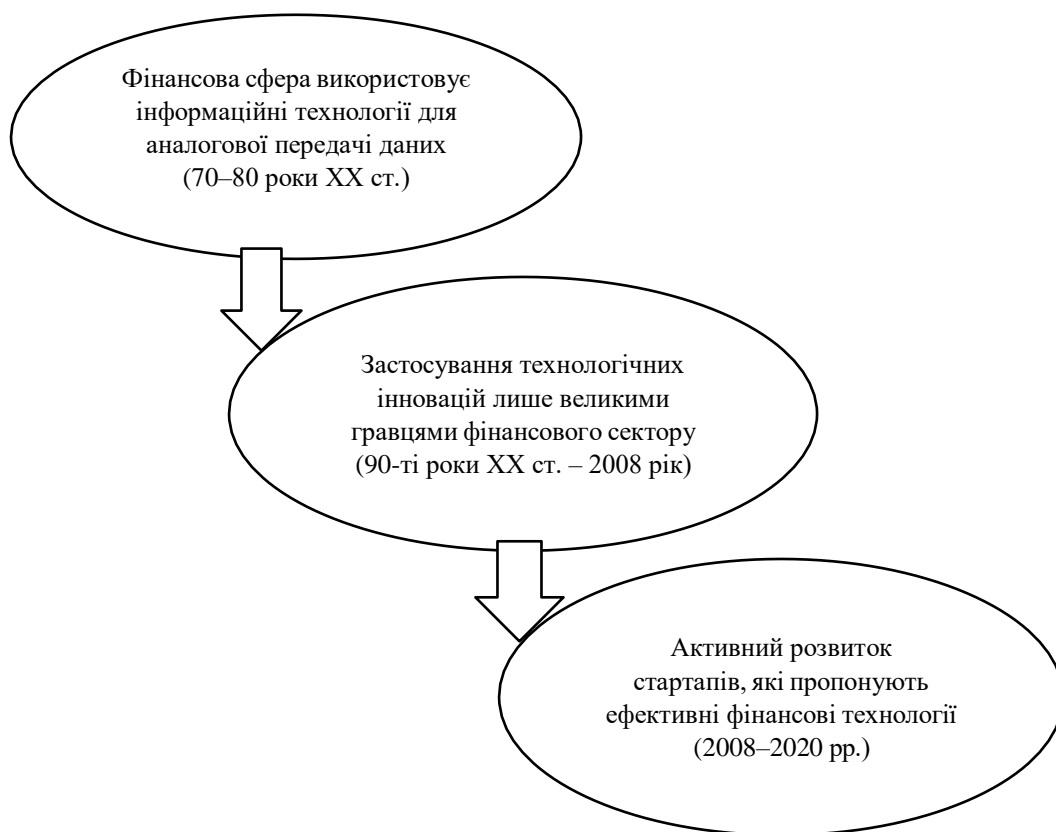 Фінансова сфера використовує
інформаційні технології для
аналогової передачі даних
(70–80 роки ХХ ст.)
Застосування технологічних
інновацій лише великими
гравцями фінансового сектору
(90-ті роки ХХ ст. – 2008 рік)
Активний розвиток
стартапів, які пропонують
ефективні фінансові технології
(2008–2020 рр.)